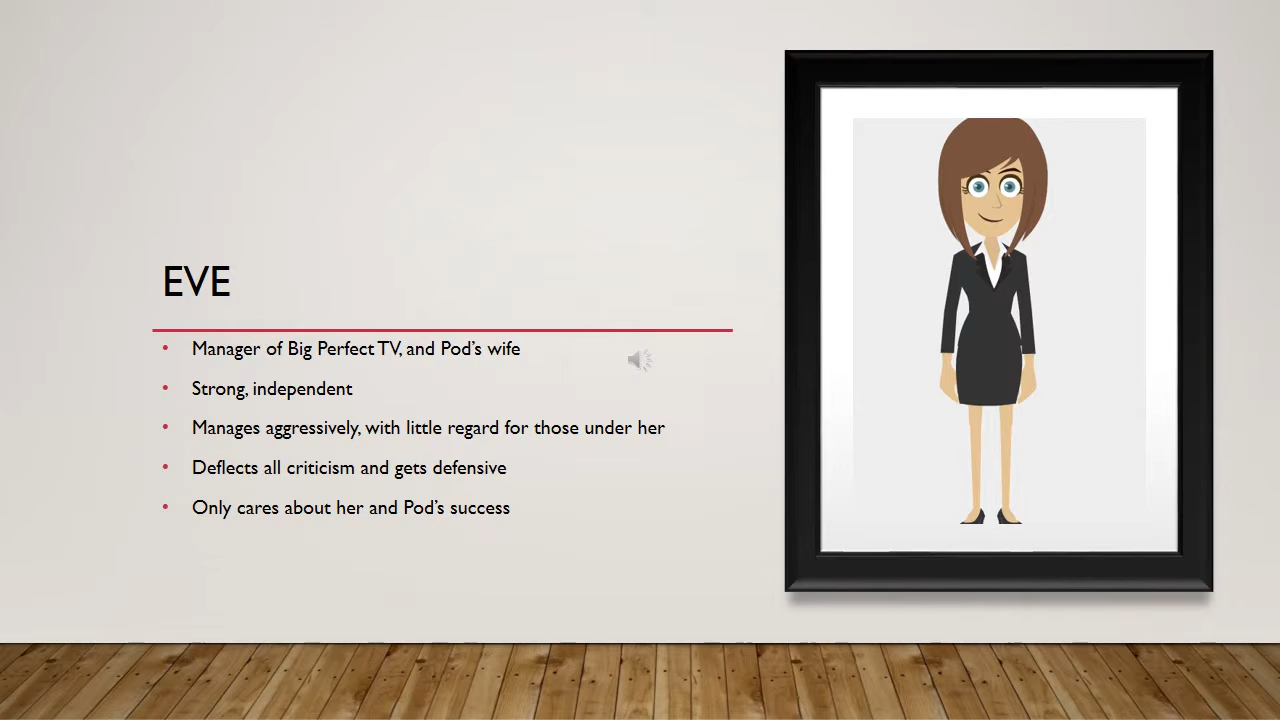 EVE
• Manager of Big Perfect TV, and Pod's wife
• Strong, independent
• Manages aggressively, with little regard for those under her
• Deflects all criticism and gets defensive
• Only cares about her and Pod's success